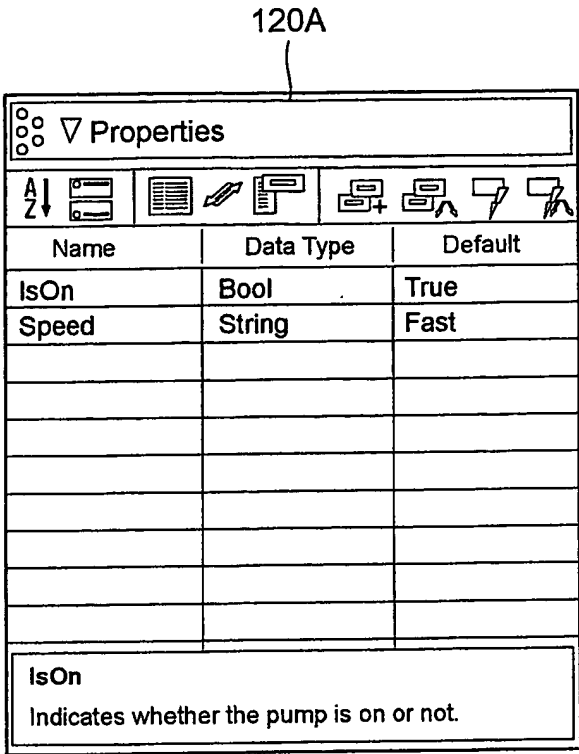 120A
Properties
A
Z
Name Data Type Default
IsOn Bool True
Speed String Fast
IsOn
Indicates whether the pump is on or not.